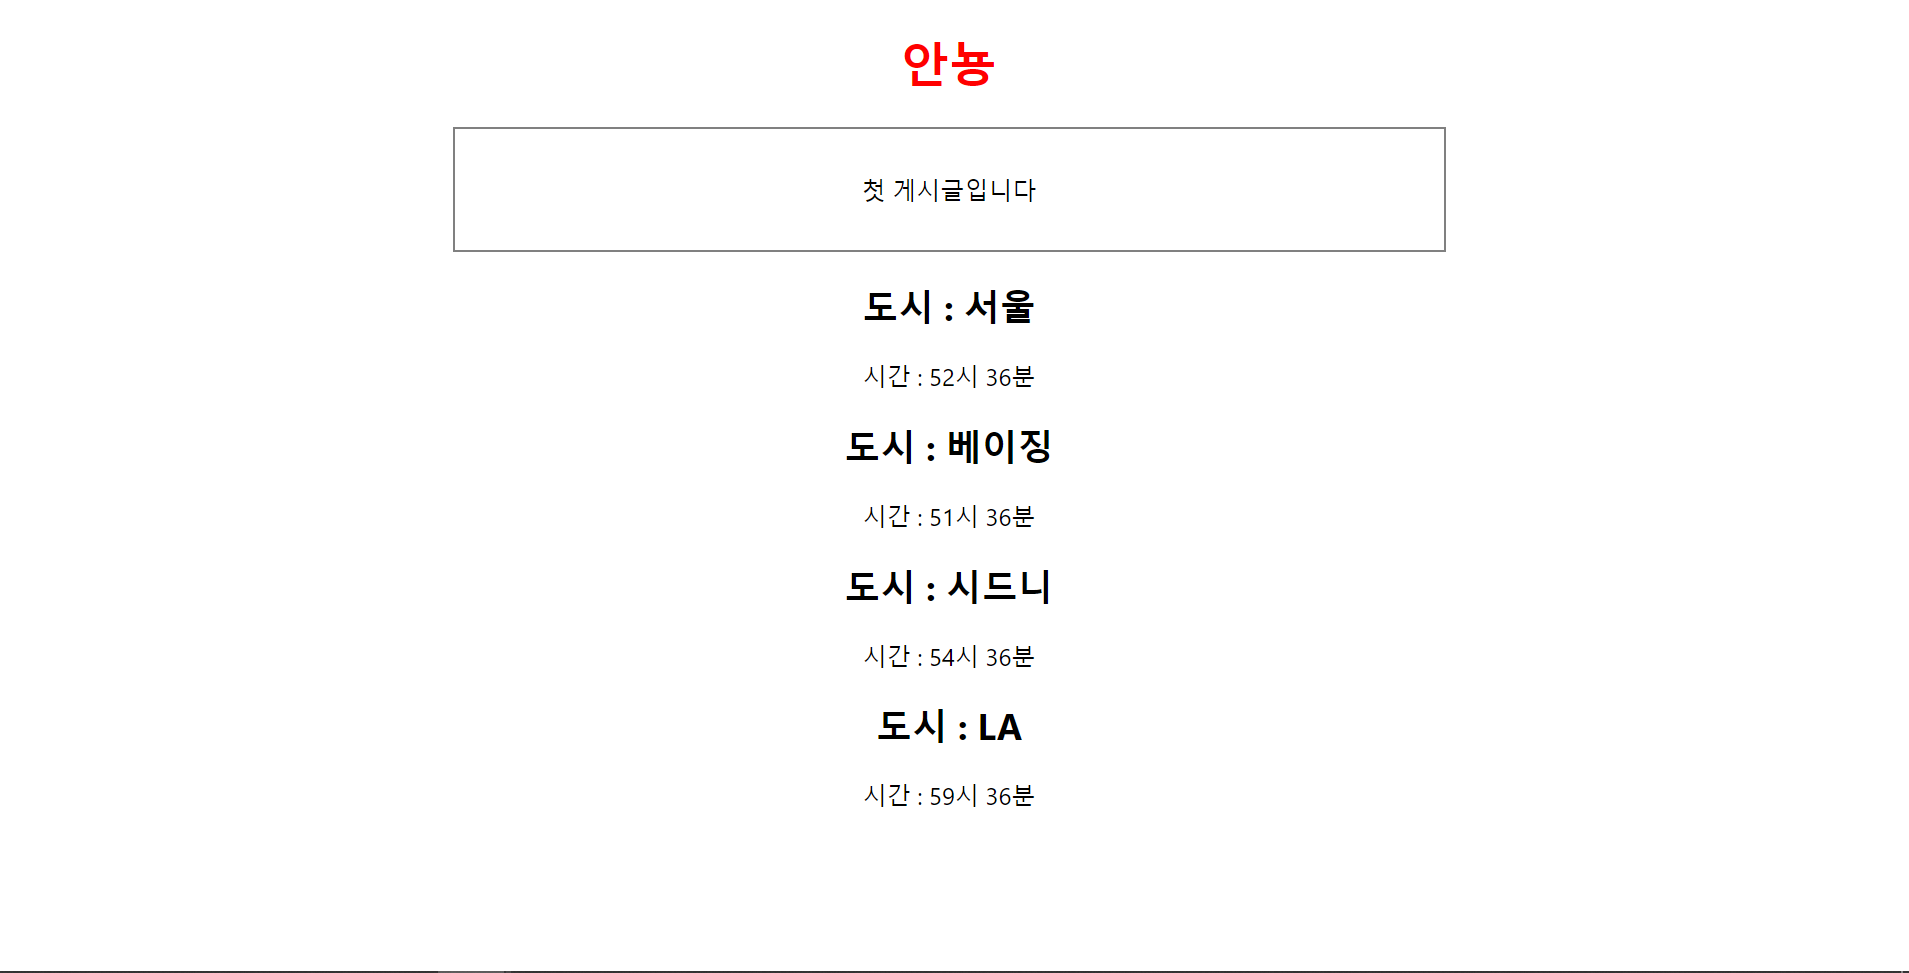 안뇽
첫 게시글입니다
도시 : 서울
시간 : 52시 36분
도시 : 베이징
시간 : 51시 36분
도시 : 시드니
시간 : 54시 36분
도시 : LA
시간 : 59시 36분